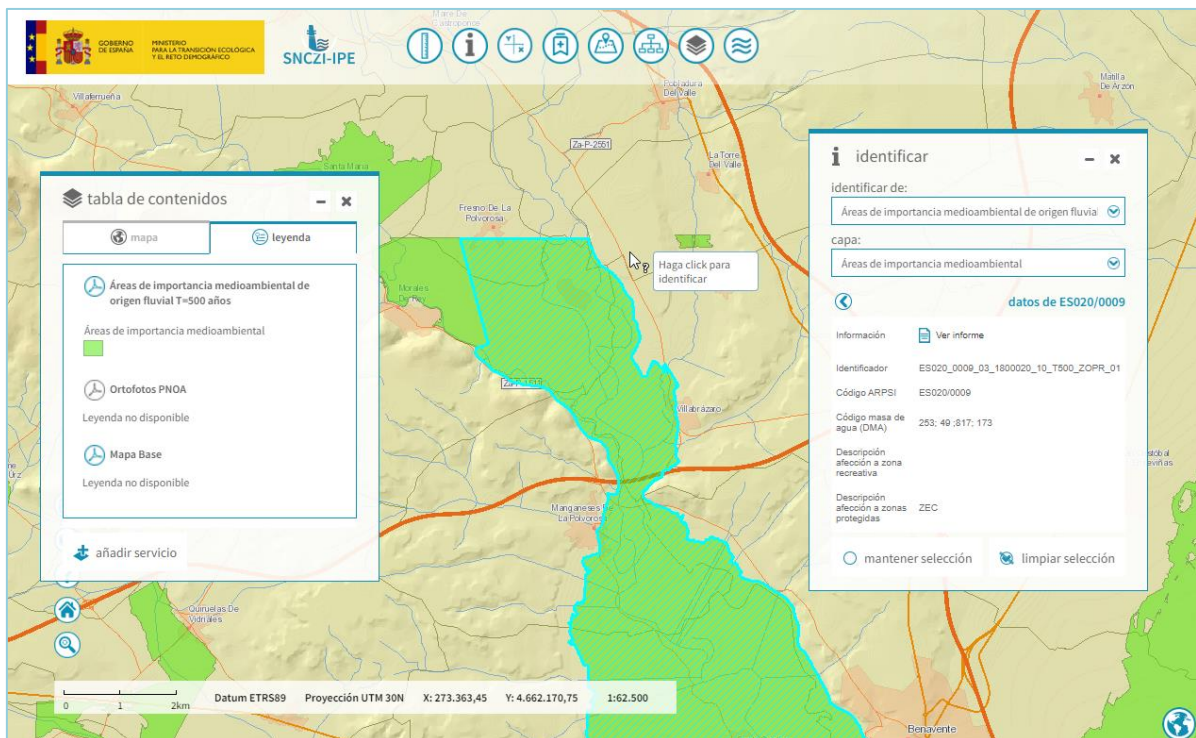 GOBIERNO
DE ESPAÑA
MINISTERIO
PARA LA TRANSICIÓN ECOLÓGICA
Y EL RETO DEMOGRÁFICO
SNCZI-IPE
Maire De
Castroponce
Villaferrueña
Pobladura
Del Valle
Matilla
De Arzon
Za-P-2551
La Torre
Del Valle
Santa Maria
Fresno De La
Polvorosa
Morales
De Rey
Villabrázaro
Manganeses De
La Polvorosa
Quiruelas De
Vidriales
Benavente
tabla de contenidos
mapa
leyenda
Áreas de importancia medioambiental de
origen fluvial T=500 años
Áreas de importancia medioambiental
Ortofotos PNOA
Leyenda no disponible
Mapa Base
Leyenda no disponible
añadir servicio
Haga click para
identificar
identificar
identificar de:
Áreas de importancia medioambiental de origen fluvial
capa:
Áreas de importancia medioambiental
datos de ES020/0009
Información
Ver informe
Identificador
ES020_0009_03_1800020_10_T500_ZOPR_01
Código ARPSI
ES020/0009
Código masa de
agua (DMA)
253; 49 ;817; 173
Descripción
afección a zona
recreativa
Descripción
afección a zonas
protegidas
ZEC
mantener selección
limpiar selección
0 1 2km
Datum ETRS89 Proyección UTM 30N X: 273.363,45 Y: 4.662.170,75 1:62.500